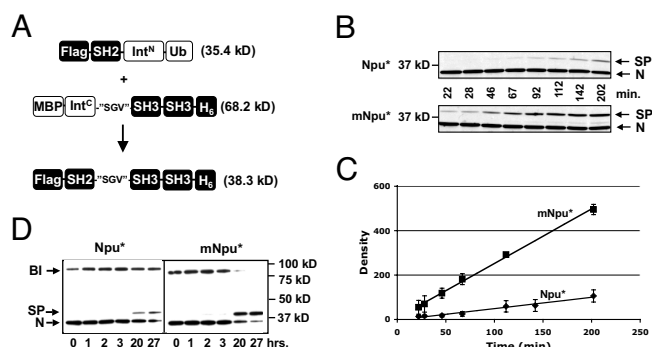 A
Flag SH2 Int^N Ub (35.4 kD)
+
MBP Int^C -"SGV"- SH3 SH3 H₆ (68.2 kD)
Flag SH2 -"SGV"- SH3 SH3 H₆ (38.3 kD)
B
Npu* 37 kD SP
N
22 28 46 67 92 112 142 202 min.
mNpu* 37 kD SP
N
C
600
400
200
0
Density
mNpu*
Npu*
0 50 100 150 200 250
Time (min)
D
Npu* mNpu*
BI
SP
N
100 kD
75 kD
50 kD
37 kD
0 1 2 3 20 27 0 1 2 3 20 27 hrs.